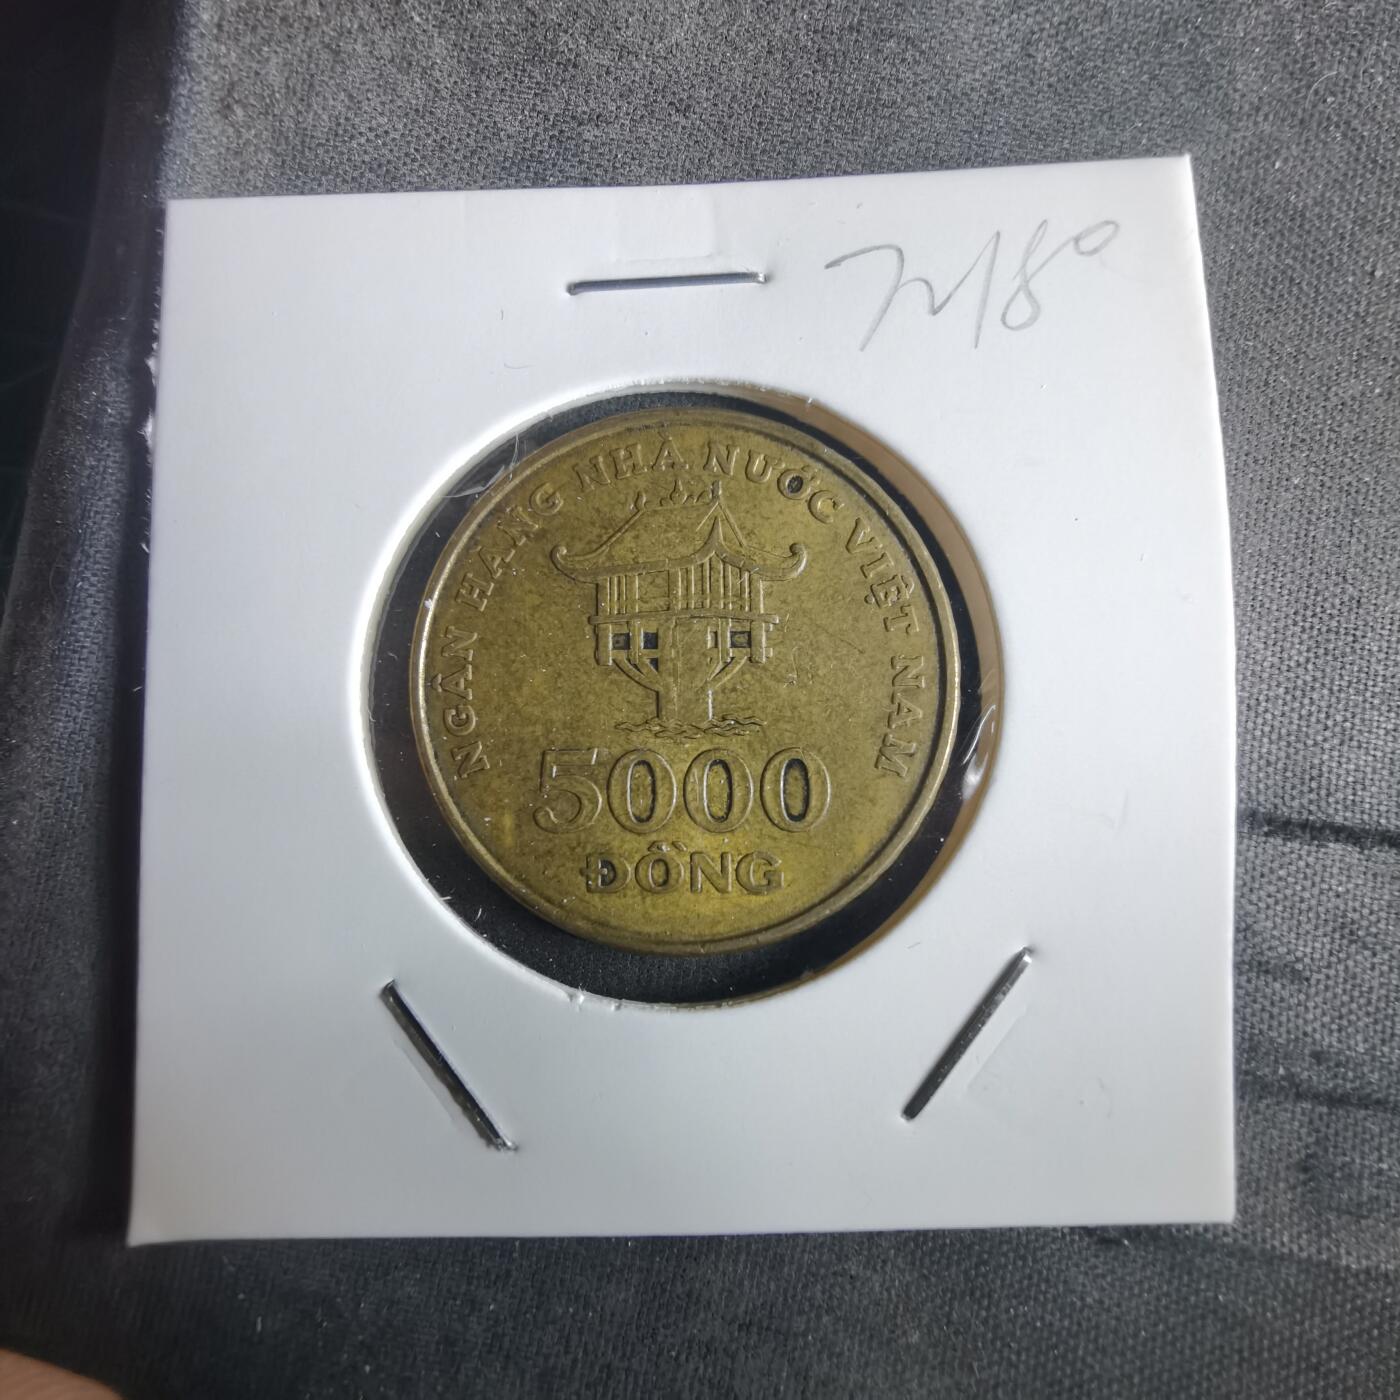 NGÂN HÀNG NHÀ NƯỚC VIỆT NAM
5000
ĐỒNG